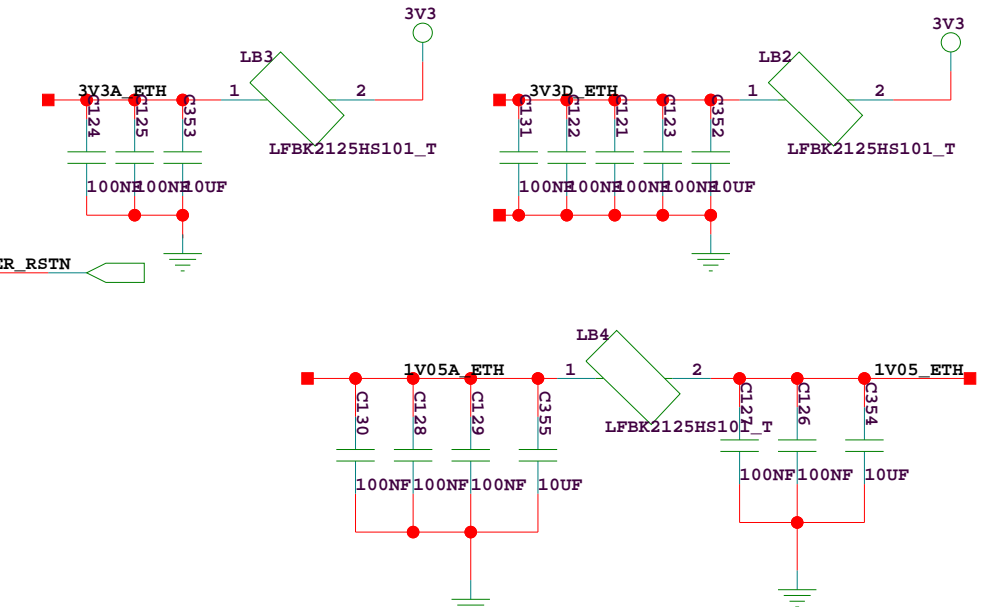 3V3
3V3
LB3
LB2
3V3A_ETH
1
2
3V3D_ETH
1
2
C124
C125
C353
C131
C122
C121
C123
C352
LFBK2125HS101_T
LFBK2125HS101_T
100NF
100NF
10UF
100NF
100NF
100NF
100NF
10UF
ER_RSTN
LB4
1V05A_ETH
1
2
1V05_ETH
C130
C128
C129
C355
C127
C126
C354
LFBK2125HS101_T
100NF
100NF
100NF
10UF
100NF
100NF
10UF